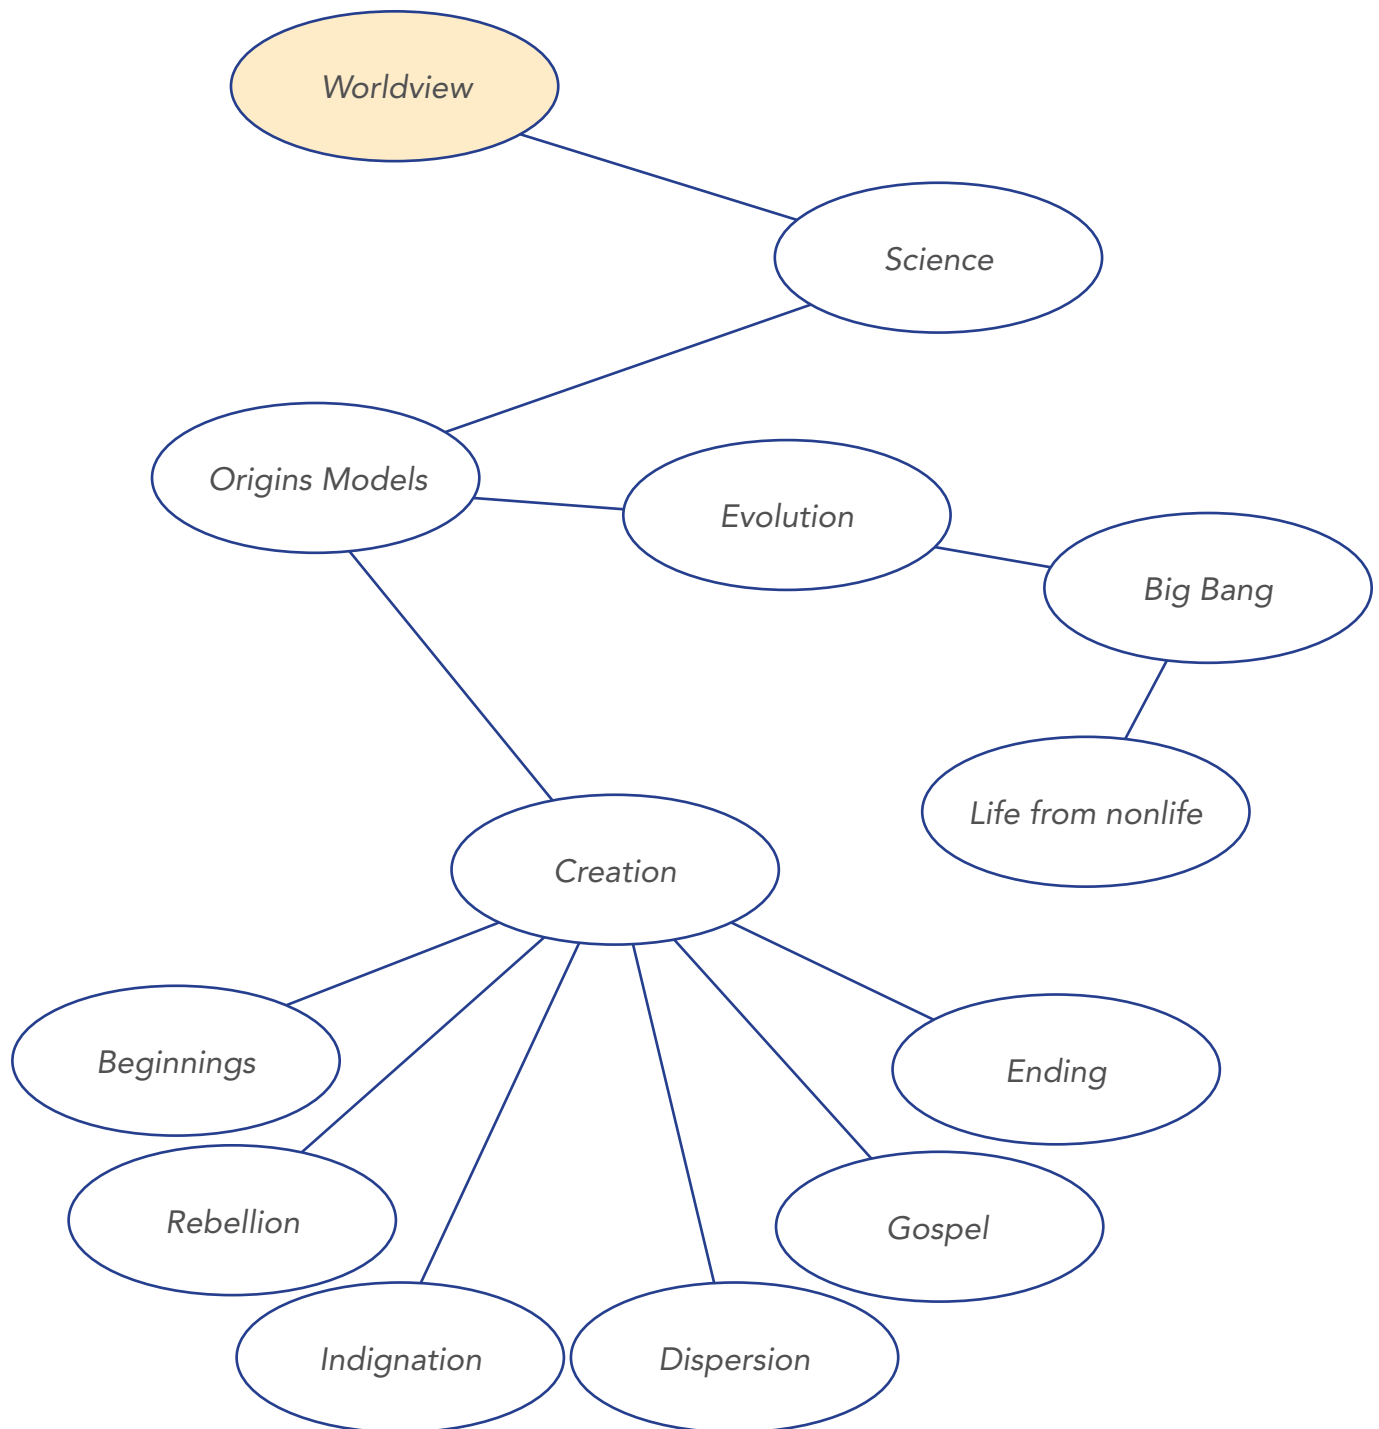 Worldview
Science
Origins Models
Evolution
Big Bang
Life from nonlife
Creation
Beginnings
Ending
Rebellion
Gospel
Indignation
Dispersion